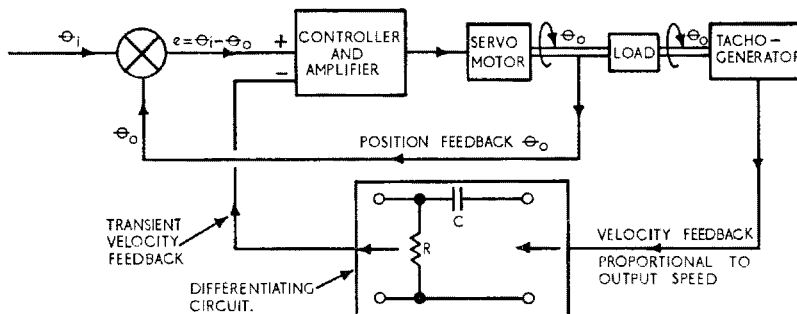 θi
e = θi - θo
+
−
CONTROLLER
AND
AMPLIFIER
SERVO
MOTOR
θo
LOAD
θo
TACHO-
GENERATOR
θo
POSITION FEEDBACK θo
TRANSIENT
VELOCITY
FEEDBACK
C
R
VELOCITY FEEDBACK
PROPORTIONAL TO
OUTPUT SPEED
DIFFERENTIATING
CIRCUIT.